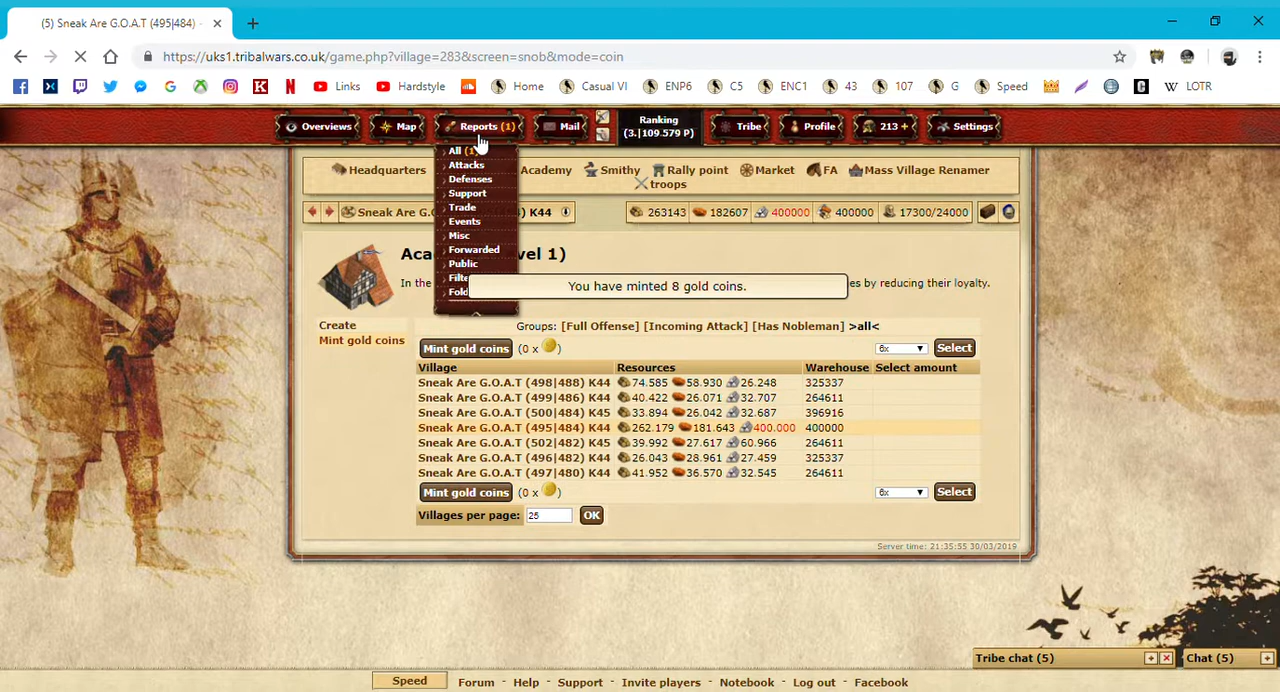 (5) Sneak Are G.O.A.T (495|484) -
https://uks1.tribalwars.co.uk/game.php?village=283&screen=snob&mode=coin
Links Hardstyle Home Casual VI ENP6 C5 ENC1 43 107 G Speed LOTR
Overviews Map Reports (1) Mail Ranking (3.|109.579 P) Tribe Profile 213 + Settings
All (1)
Attacks
Defenses
Support
Trade
Events
Misc
Forwarded
Public
Headquarters Academy Smithy Rally point Market FA Mass Village Renamer
troops
Sneak Are G.O. ) K44 263143 182607 400000 400000 17300/24000
1)
In the es by reducing their loyalty.
You have minted 8 gold coins.
Create
Mint gold coins
Groups: [Full Offense] [Incoming Attack] [Has Nobleman] >all<
Mint gold coins (0 x ) 6x Select
Village Resources Warehouse Select amount
Sneak Are G.O.A.T (498|488) K44 74.585 58.930 26.248 325337
Sneak Are G.O.A.T (499|486) K44 40.422 26.071 32.707 264611
Sneak Are G.O.A.T (500|484) K45 33.894 26.042 32.687 396916
Sneak Are G.O.A.T (495|484) K44 262.179 181.643 400.000 400000
Sneak Are G.O.A.T (502|482) K45 39.992 27.617 60.966 264611
Sneak Are G.O.A.T (496|482) K44 26.043 28.961 27.459 325337
Sneak Are G.O.A.T (497|480) K44 41.952 36.570 32.545 264611
Mint gold coins (0 x ) 6x Select
Villages per page: 25 OK
Server time: 21:35:55 30/03/2019
Tribe chat (5) Chat (5)
Speed Forum - Help - Support - Invite players - Notebook - Log out - Facebook